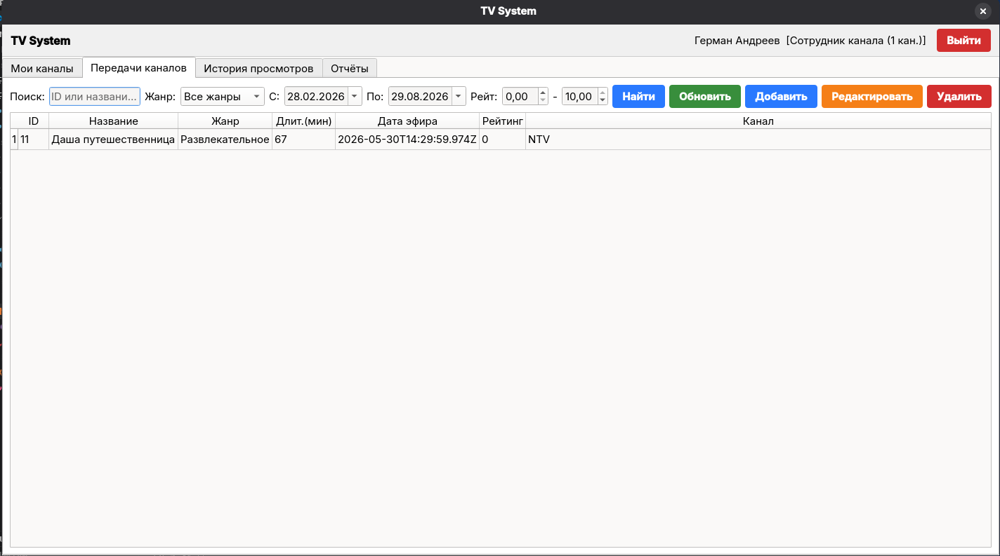 TV System
TV System Герман Андреев [Сотрудник канала (1 кан.)] Выйти
Мои каналы Передачи каналов История просмотров Отчёты
Поиск: ID или названи... Жанр: Все жанры С: 28.02.2026 По: 29.08.2026 Рейт: 0,00 - 10,00 Найти Обновить Добавить Редактировать Удалить
ID Название Жанр Длит.(мин) Дата эфира Рейтинг Канал
1 11 Даша путешественница Развлекательное 67 2026-05-30T14:29:59.974Z 0 NTV